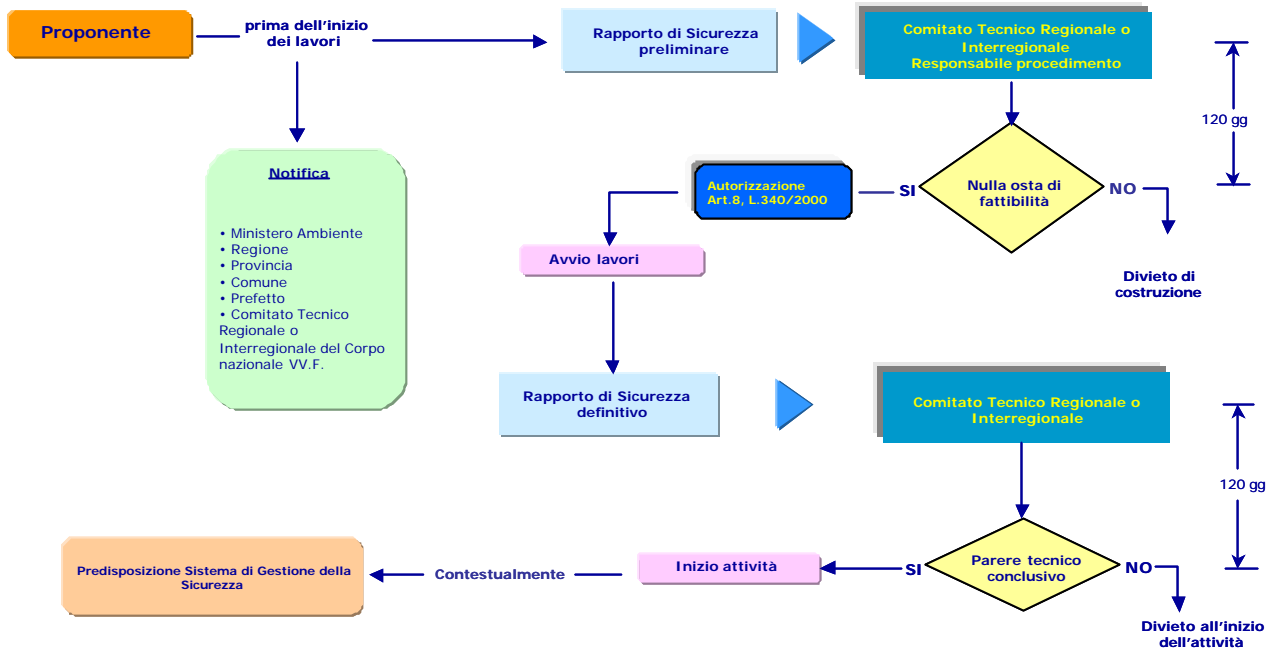 Proponente
prima dell'inizio
dei lavori
Rapporto di Sicurezza
preliminare
Comitato Tecnico Regionale o
Interregionale
Responsabile procedimento
120 gg
Notifica
• Ministero Ambiente
• Regione
• Provincia
• Comune
• Prefetto
• Comitato Tecnico
Regionale o
Interregionale del Corpo
nazionale VV.F.
Autorizzazione
Art.8, L.340/2000
SI
Nulla osta di
fattibilità
NO
Avvio lavori
Divieto di
costruzione
Rapporto di Sicurezza
definitivo
Comitato Tecnico Regionale o
Interregionale
120 gg
Predisposizione Sistema di Gestione della
Sicurezza
Contestualmente
Inizio attività
SI
Parere tecnico
conclusivo
NO
Divieto all'inizio
dell'attività